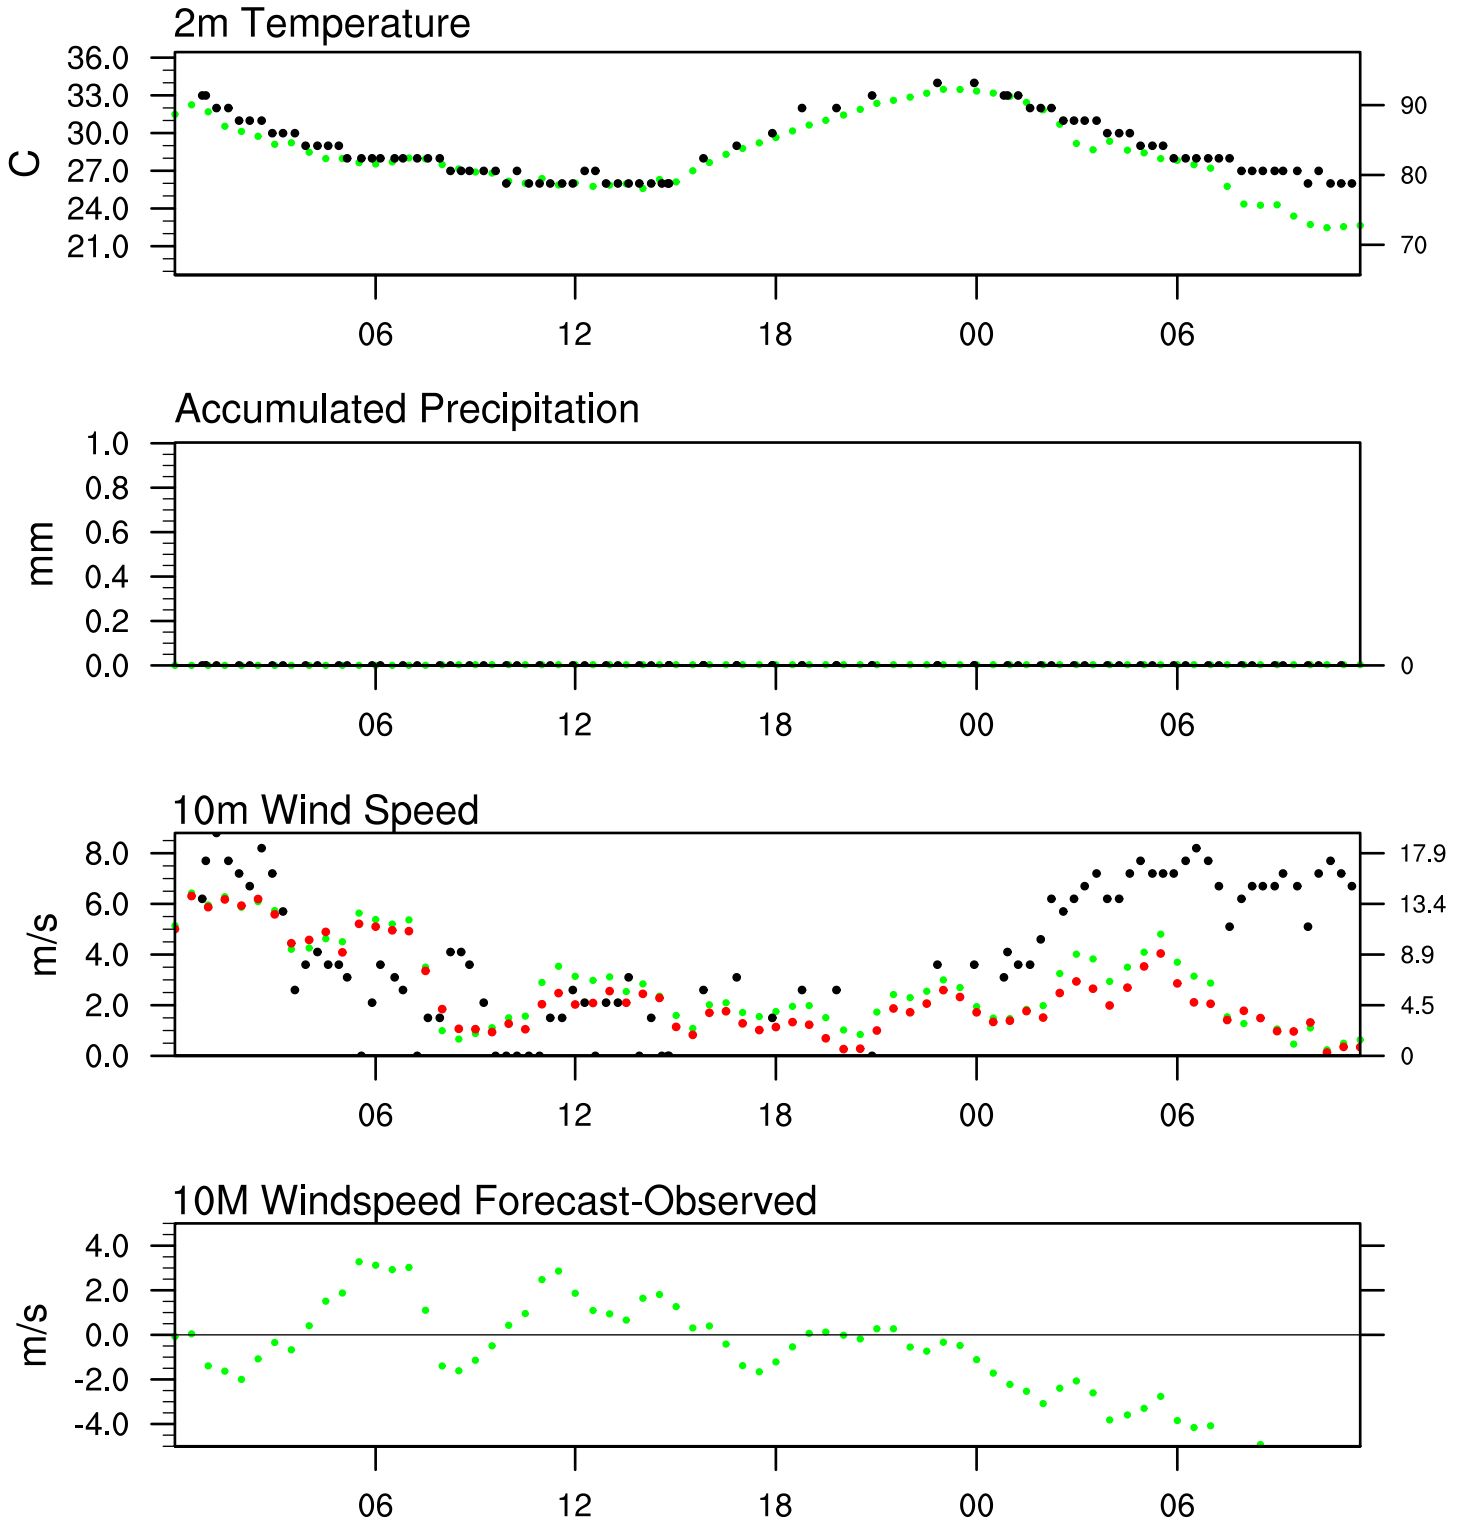 2m Temperature
36.0
33.0
30.0
27.0
24.0
21.0
C
90
80
70
06 12 18 00 06
Accumulated Precipitation
1.0
0.8
0.6
0.4
0.2
0.0
mm
0
06 12 18 00 06
10m Wind Speed
8.0
6.0
4.0
2.0
0.0
m/s
17.9
13.4
8.9
4.5
0
06 12 18 00 06
10M Windspeed Forecast-Observed
4.0
2.0
0.0
-2.0
-4.0
m/s
06 12 18 00 06